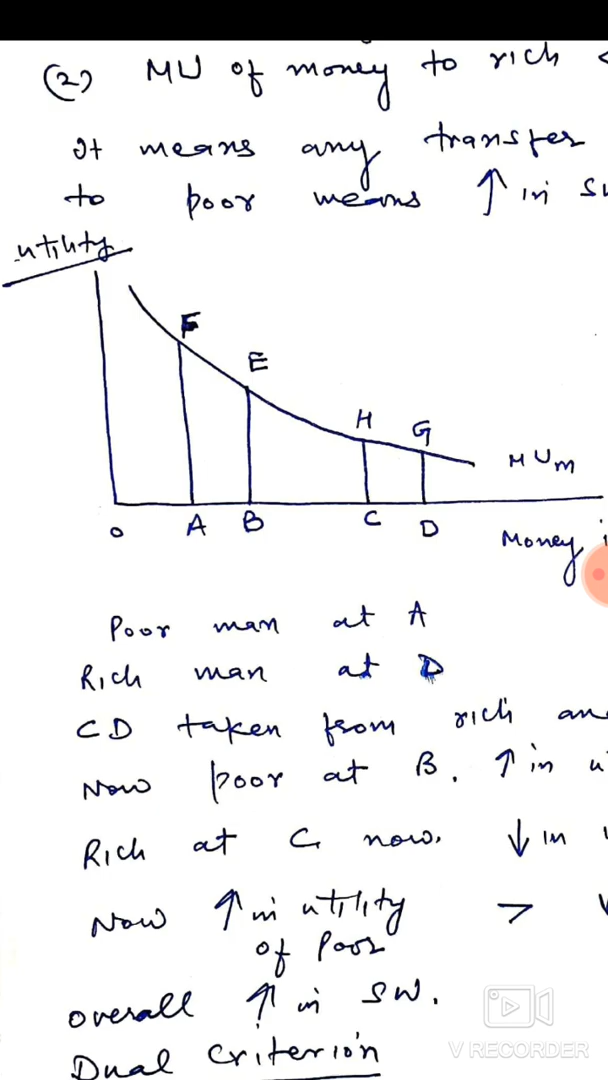 (2) MU of money to rich <
It means any transfer
to poor means ↑ in SW
utility
F
E
H
G
MUm
O A B C D
Money
Poor man at A
Rich man at D
CD taken from rich an
Now poor at B. ↑ in u
Rich at C now. ↓ in
Now ↑ in utility >
of Poor
overall ↑ in SW.
Dual Criterion
V RECORDER